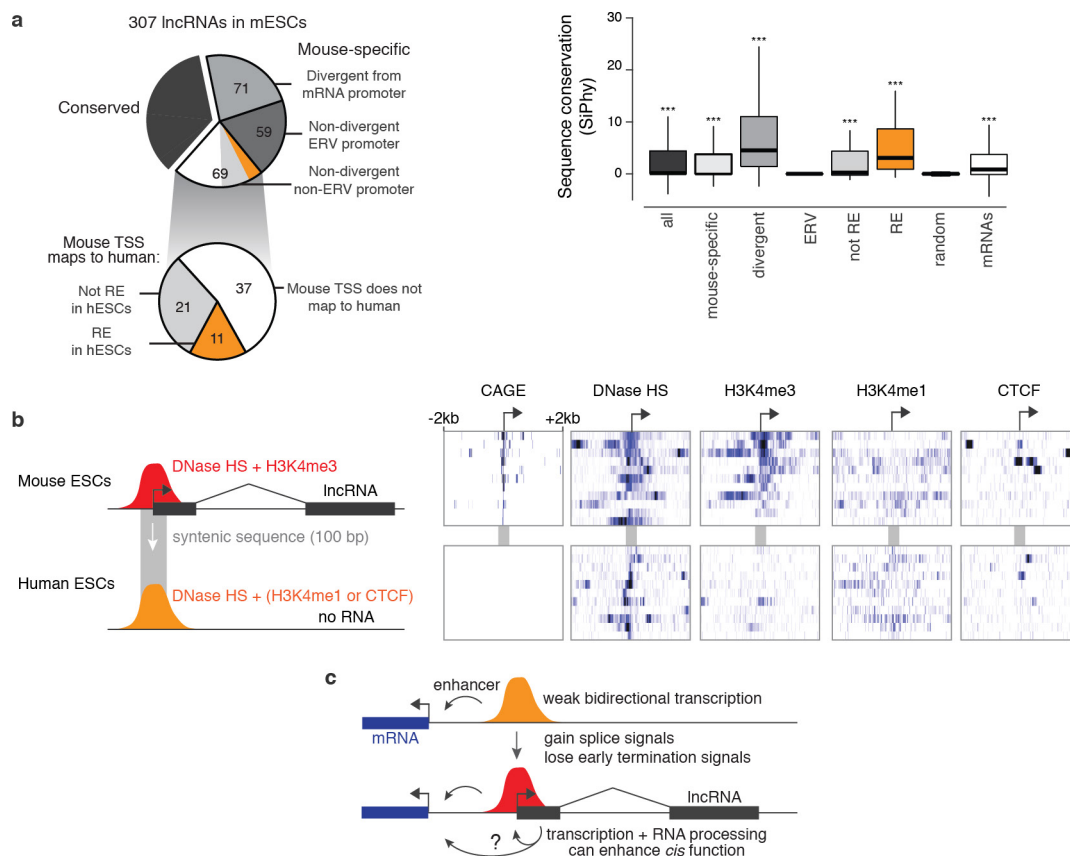 a
307 lncRNAs in mESCs
Mouse-specific
Conserved
71
Divergent from
mRNA promoter
59
Non-divergent
ERV promoter
69
Non-divergent
non-ERV promoter
Mouse TSS
maps to human:
37
Mouse TSS does not
map to human
Not RE
in hESCs
21
RE
in hESCs
11
Sequence conservation
(SiPhy)
30
20
10
0
***
***
***
***
***
***
all
mouse-specific
divergent
ERV
not RE
RE
random
mRNAs
b
Mouse ESCs
DNase HS + H3K4me3
lncRNA
syntenic sequence (100 bp)
Human ESCs
DNase HS + (H3K4me1 or CTCF)
no RNA
CAGE
DNase HS
H3K4me3
H3K4me1
CTCF
-2kb
+2kb
c
enhancer
weak bidirectional transcription
mRNA
gain splice signals
lose early termination signals
lncRNA
?
transcription + RNA processing
can enhance cis function